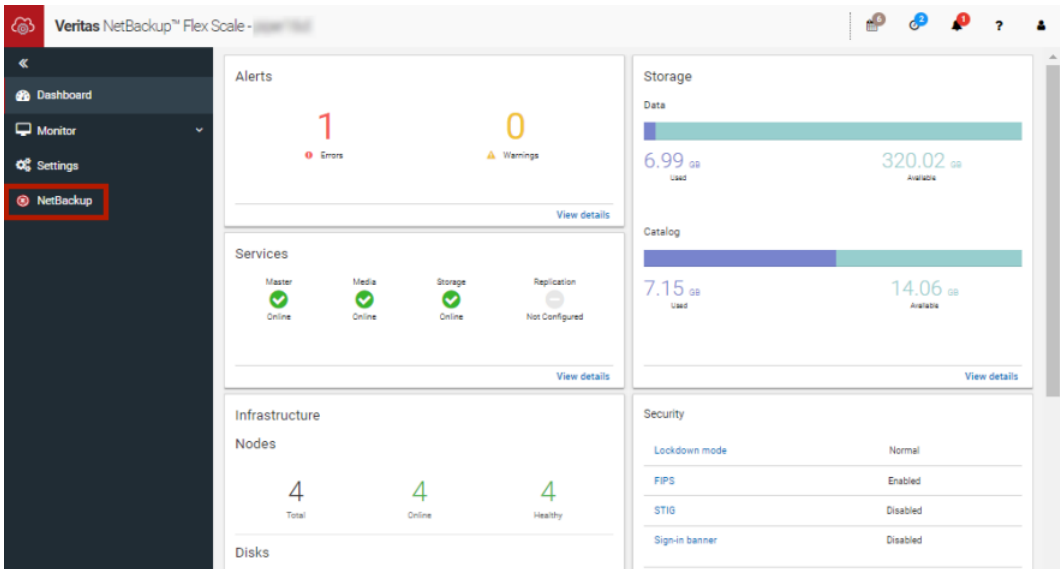 Veritas NetBackup™ Flex Scale -
6
2
?
Dashboard
Monitor
Settings
NetBackup
Alerts
1
Errors
0
Warnings
View details
Services
Master
Online
Media
Online
Storage
Online
Replication
Not Configured
View details
Infrastructure
Nodes
4
Total
4
Online
4
Healthy
Disks
Storage
Data
6.99 GB
Used
320.02 GB
Available
Catalog
7.15 GB
Used
14.06 GB
Available
View details
Security
Lockdown mode Normal
FIPS Enabled
STIG Disabled
Sign-in banner Disabled